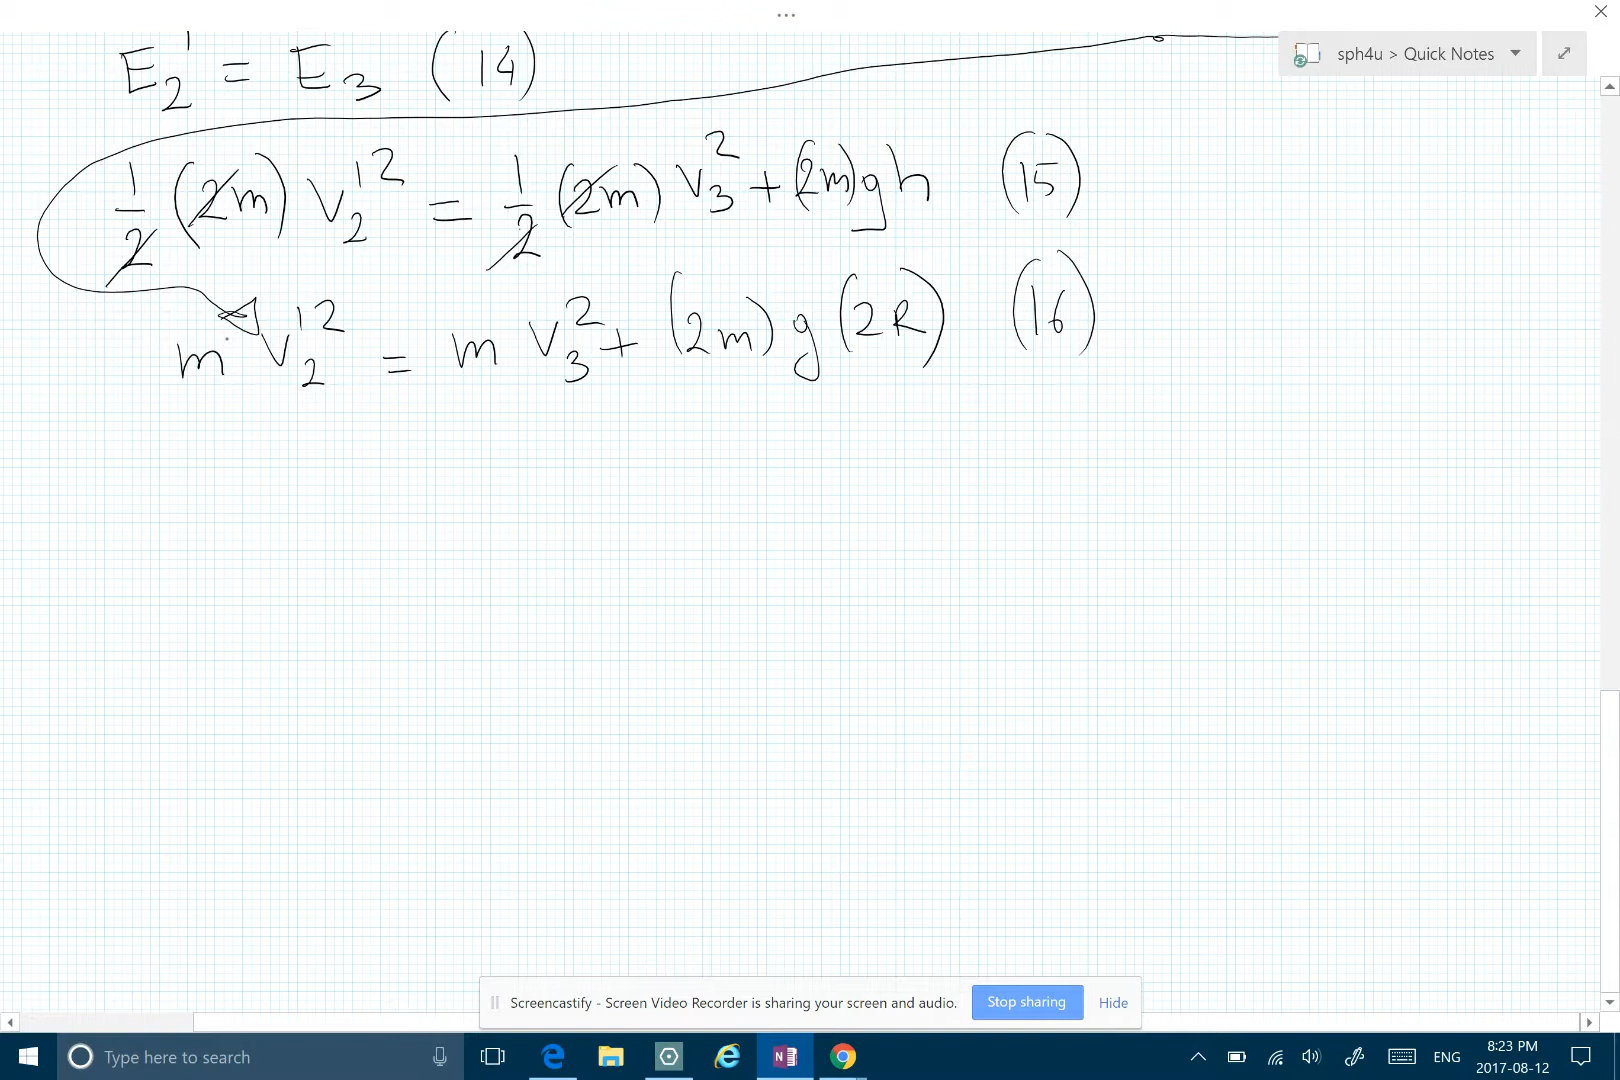 sph4u > Quick Notes
E₂' = E₃ (14)
1/2 (2m) v₂'² = 1/2 (2m) v₃² + (2m)gh (15)
m v₂'² = m v₃² + (2m) g (2R) (16)
Screencastify - Screen Video Recorder is sharing your screen and audio. Stop sharing Hide
Type here to search
ENG
8:23 PM
2017-08-12